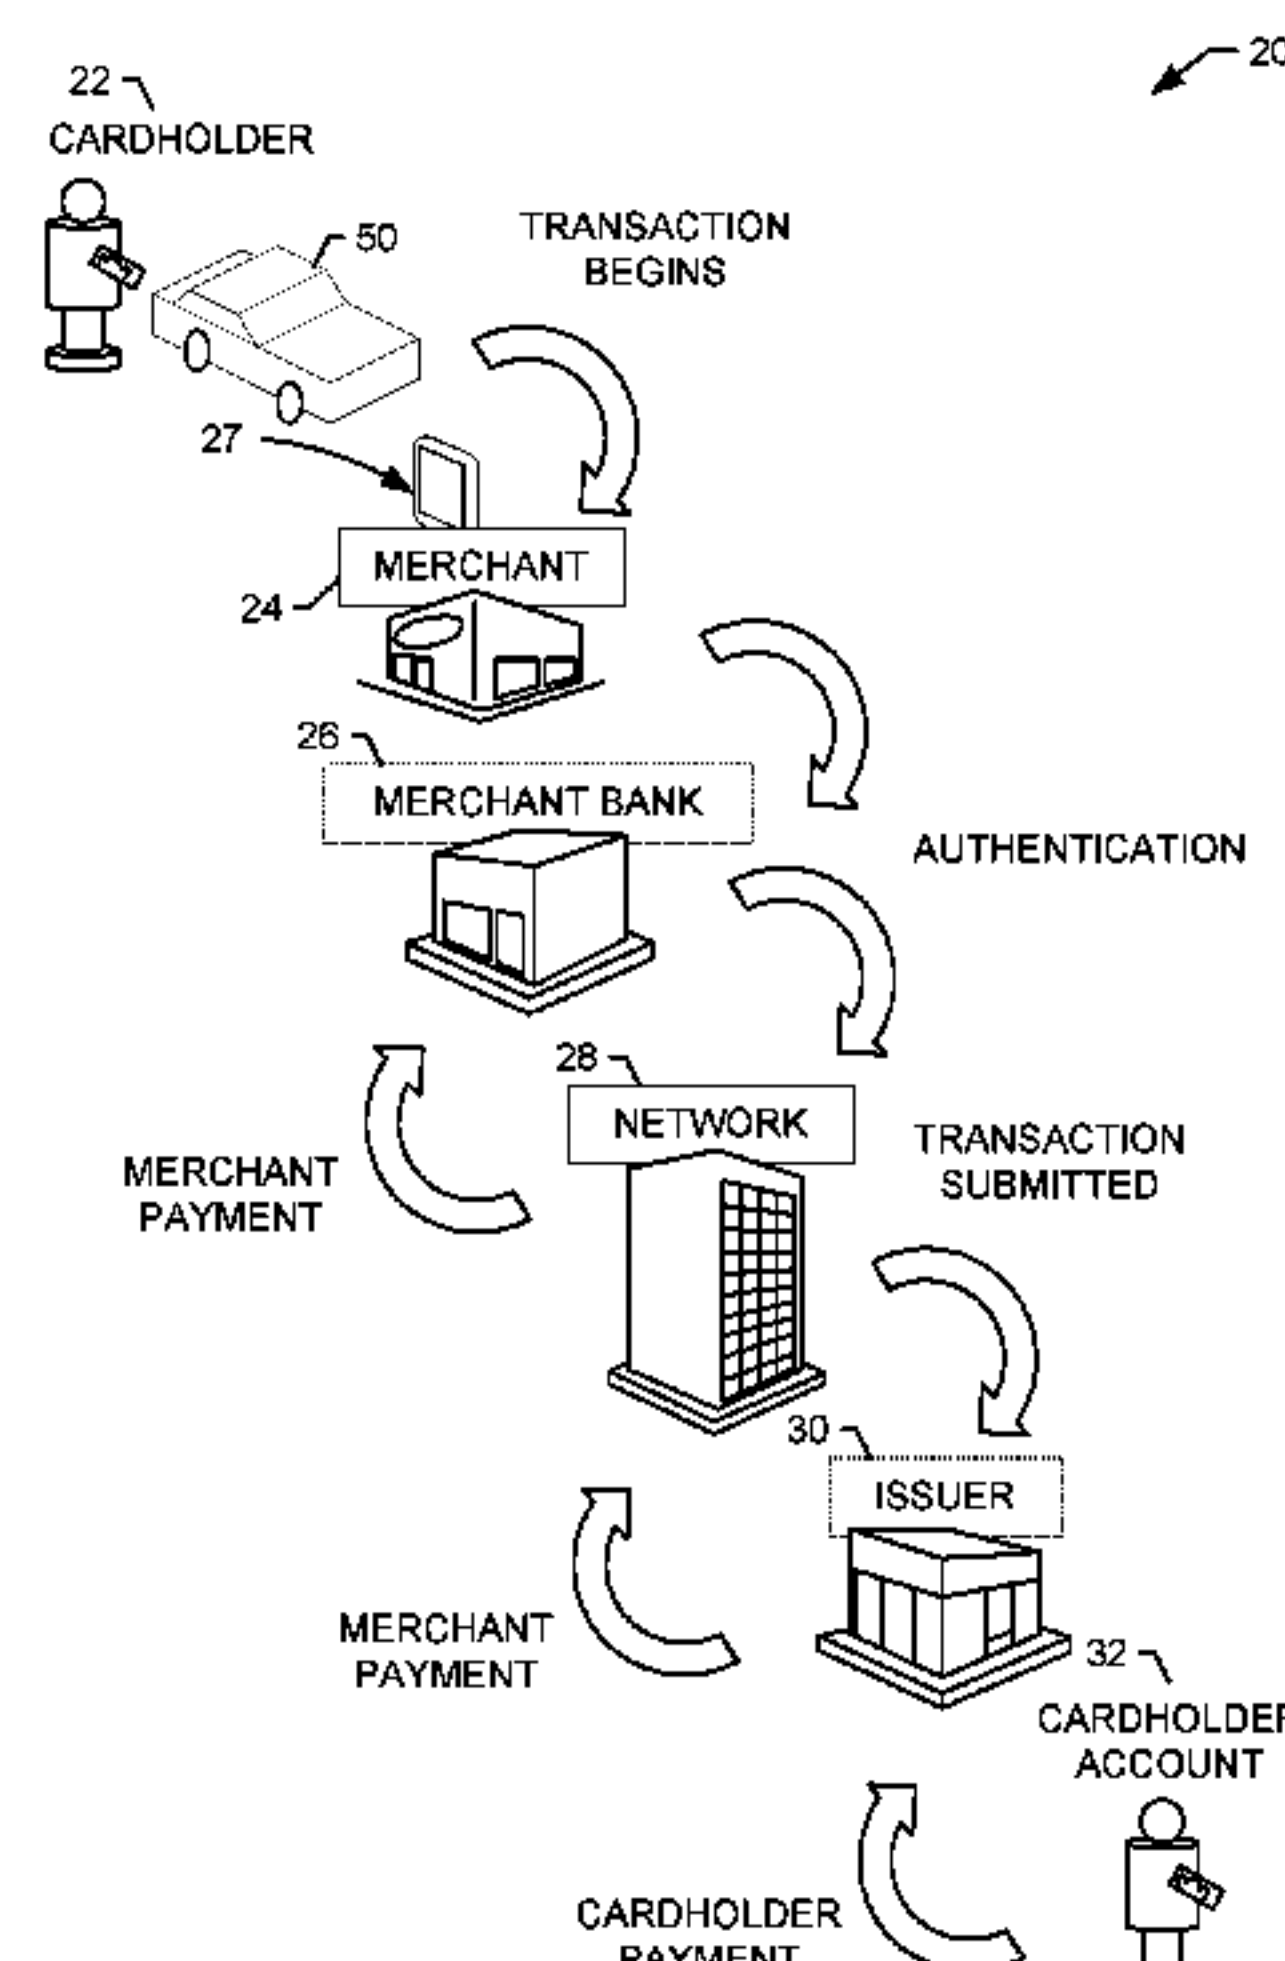 20
22
CARDHOLDER
50
TRANSACTION
BEGINS
27
MERCHANT
24
26
MERCHANT BANK
AUTHENTICATION
28
NETWORK
TRANSACTION
SUBMITTED
MERCHANT
PAYMENT
30
ISSUER
MERCHANT
PAYMENT
32
CARDHOLDER
ACCOUNT
CARDHOLDER
PAYMENT